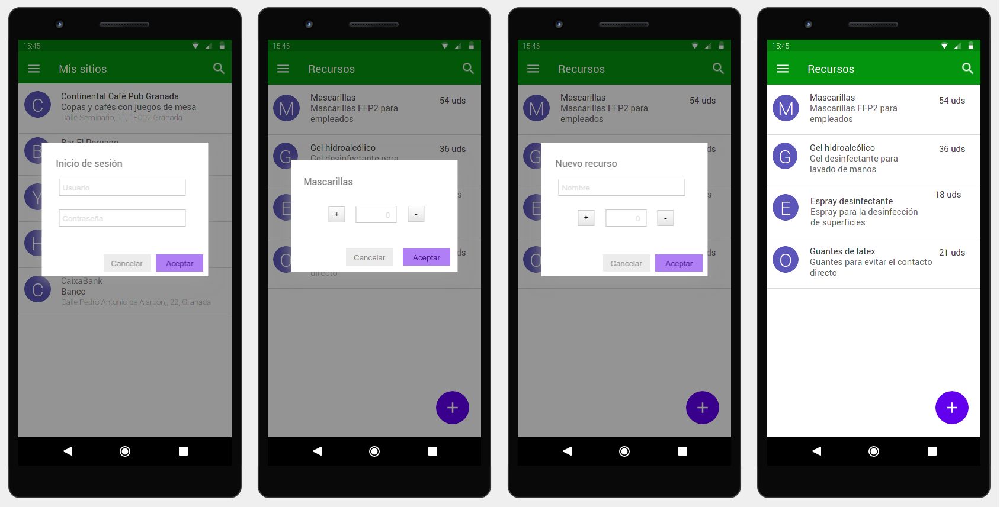 15:45
Mis sitios
C
Continental Café Pub Granada
Copas y cafés con juegos de mesa
Calle Seminario, 11, 18002 Granada
B
Bar El Peruano
Inicio de sesión
Usuario
Y
Contraseña
H
Cancelar
Aceptar
C
CaixaBank
Banco
Calle Pedro Antonio de Alarcón,, 22, Granada
15:45
Recursos
M
Mascarillas
54 uds
Mascarillas FFP2 para
empleados
G
Gel hidroalcólico
36 uds
Gel desinfectante para
Mascarillas
E
s
+
0
-
O
ds
Cancelar
Aceptar
directo
15:45
Recursos
M
Mascarillas
54 uds
Mascarillas FFP2 para
empleados
G
ds
Nuevo recurso
Nombre
s
E
+
0
-
O
ds
Cancelar
Aceptar
15:45
Recursos
M
Mascarillas
54 uds
Mascarillas FFP2 para
empleados
G
Gel hidroalcólico
36 uds
Gel desinfectante para
lavado de manos
18 uds
E
Espray desinfectante
Espray para la desinfección
de superficies
O
Guantes de latex
21 uds
Guantes para evitar el contacto
directo
+